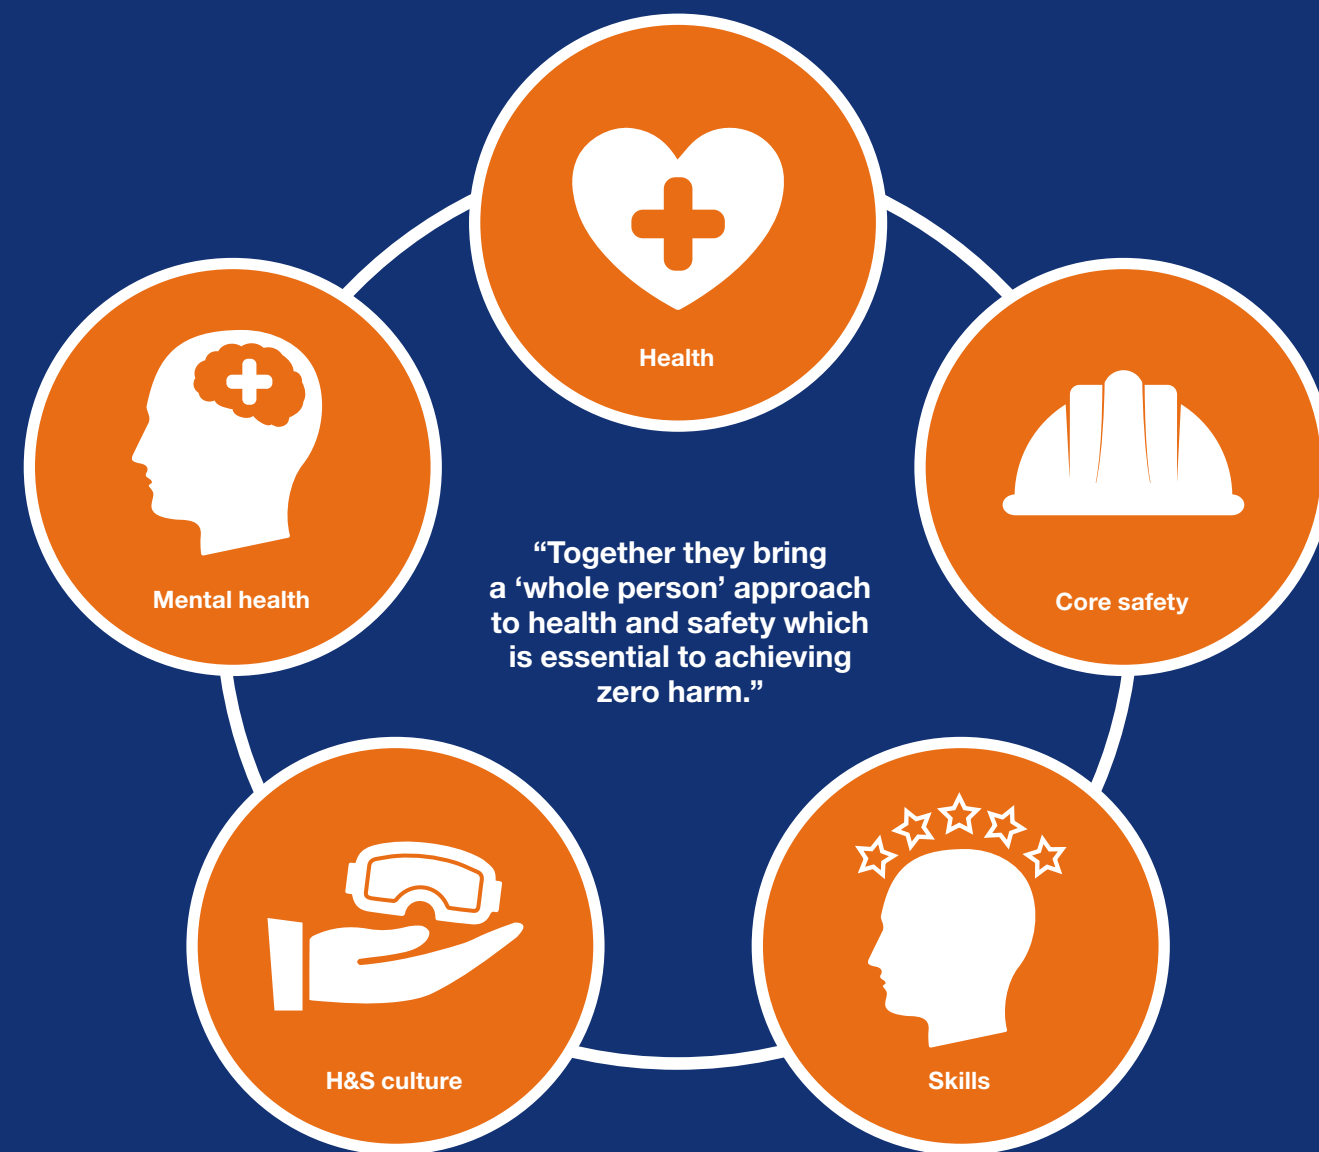 Health
Mental health
Core safety
“Together they bring
a ‘whole person’ approach
to health and safety which
is essential to achieving
zero harm.”
H&S culture
Skills